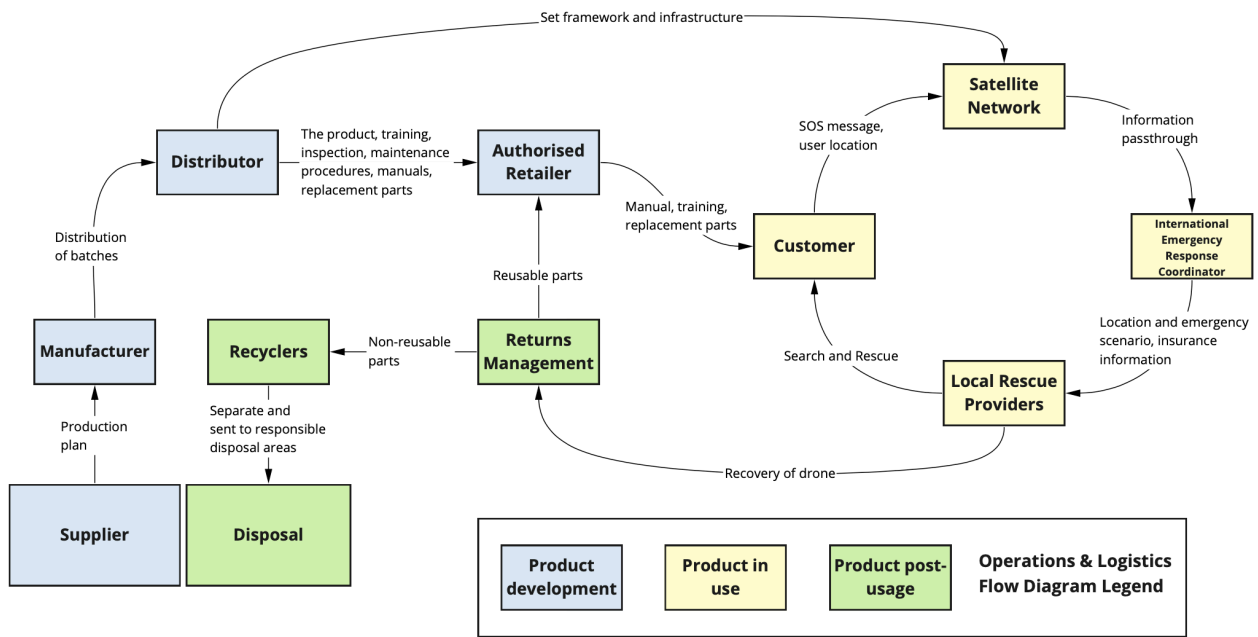 Set framework and infrastructure
Satellite
Network
SOS message,
user location
Information
passthrough
Distributor
The product, training,
inspection, maintenance
procedures, manuals,
replacement parts
Authorised
Retailer
Manual, training,
replacement parts
Customer
International
Emergency
Response
Coordinator
Distribution
of batches
Reusable parts
Manufacturer
Recyclers
Non-reusable
parts
Returns
Management
Search and Rescue
Location and emergency
scenario, insurance
information
Local Rescue
Providers
Production
plan
Separate and
sent to responsible
disposal areas
Recovery of drone
Supplier
Disposal
Product
development
Product in
use
Product post-
usage
Operations & Logistics
Flow Diagram Legend